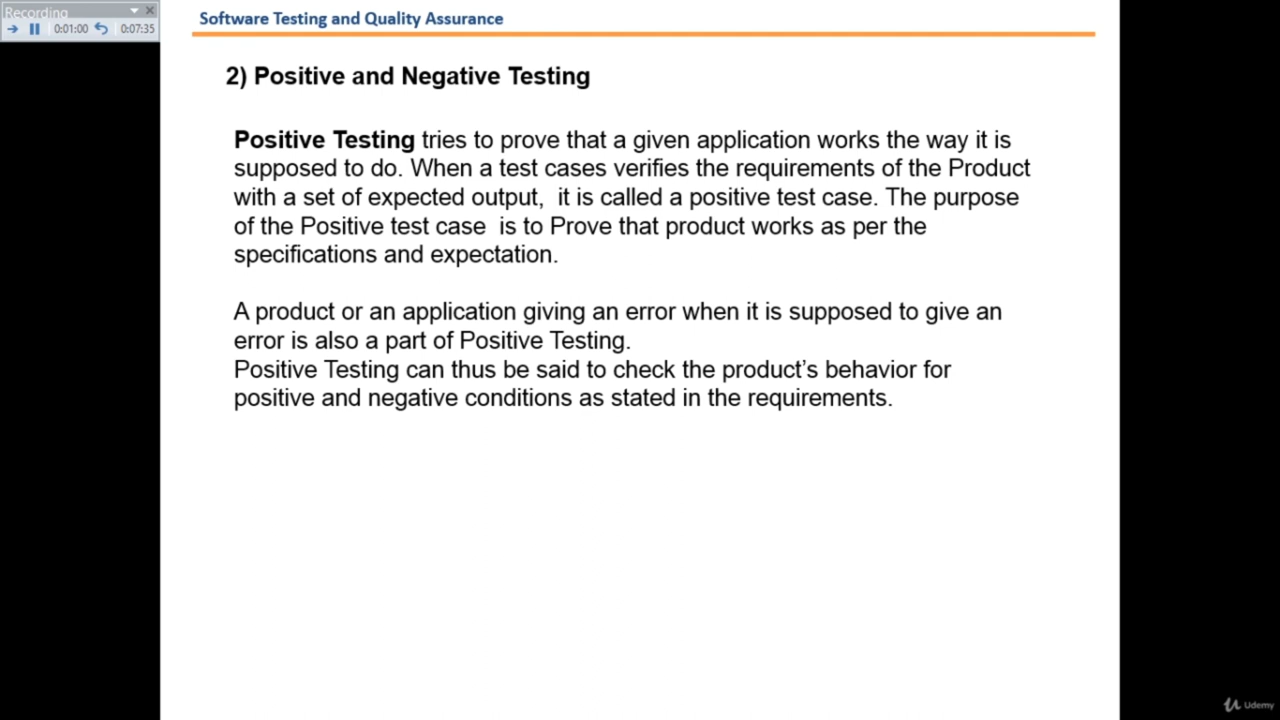 Recording
0:01:00 0:07:35
Software Testing and Quality Assurance
2) Positive and Negative Testing
Positive Testing tries to prove that a given application works the way it is
supposed to do. When a test cases verifies the requirements of the Product
with a set of expected output,  it is called a positive test case. The purpose
of the Positive test case  is to Prove that product works as per the
specifications and expectation.
A product or an application giving an error when it is supposed to give an
error is also a part of Positive Testing.
Positive Testing can thus be said to check the product’s behavior for
positive and negative conditions as stated in the requirements.
Udemy